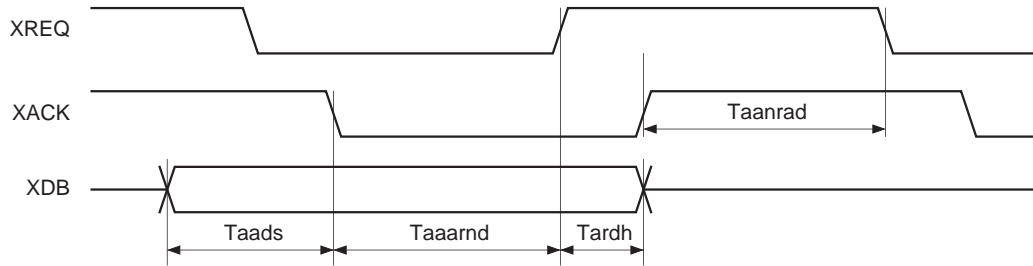 XREQ
XACK
Taanrad
XDB
Taads
Taaarnd
Tardh